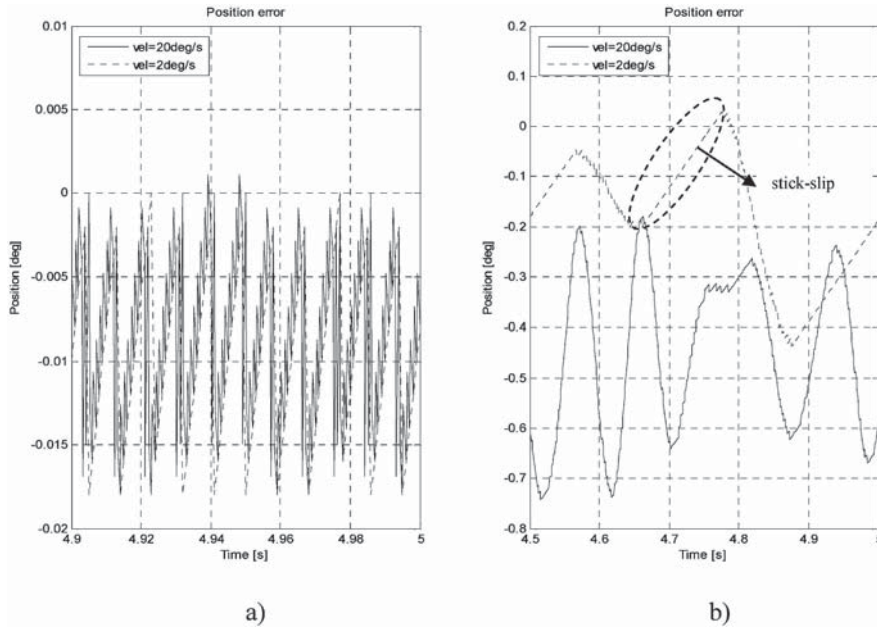 Position error
vel=20deg/s
vel=2deg/s
Position [deg]
0.01
0.005
0
-0.005
-0.01
-0.015
-0.02
4.9 4.92 4.94 4.96 4.98 5
Time [s]
a)
Position error
vel=20deg/s
vel=2deg/s
stick-slip
Position [deg]
0.2
0.1
0
-0.1
-0.2
-0.3
-0.4
-0.5
-0.6
-0.7
-0.8
4.5 4.6 4.7 4.8 4.9
Time [s]
b)